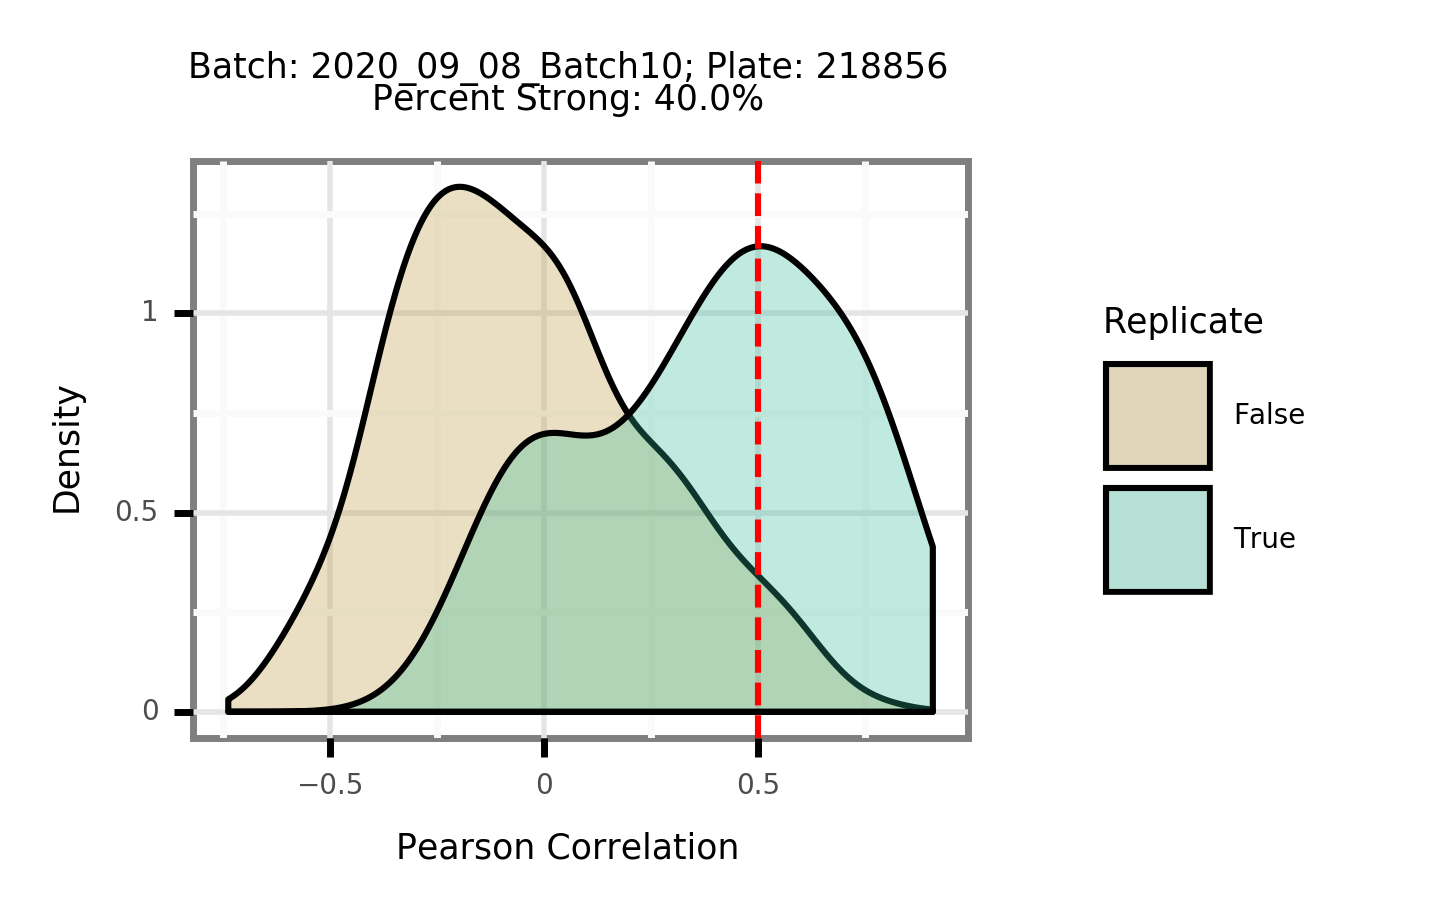 Batch: 2020_09_08_Batch10; Plate: 218856
Percent Strong: 40.0%
Density
1
0.5
0
−0.5
0
0.5
Pearson Correlation
Replicate
False
True